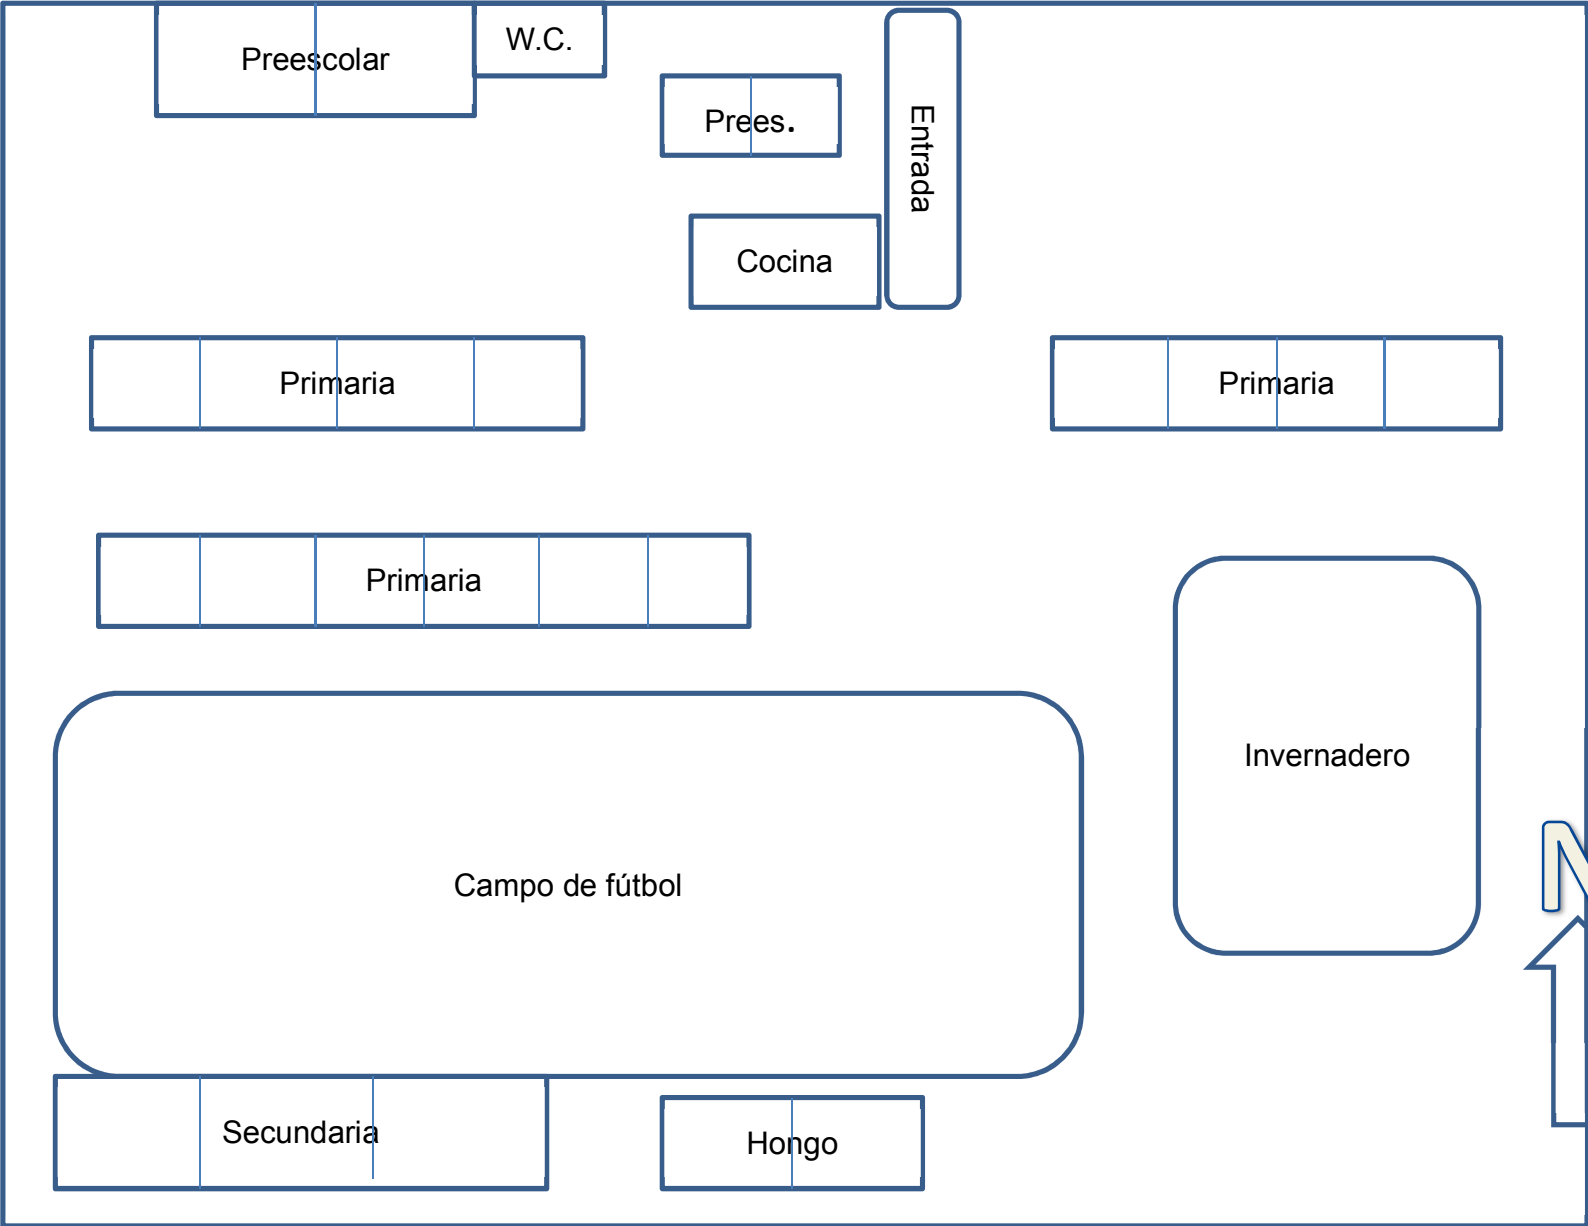 Preescolar
W.C.
Prees.
Entrada
Cocina
Primaria
Primaria
Primaria
Invernadero
Campo de fútbol
N
Secundaria
Hongo